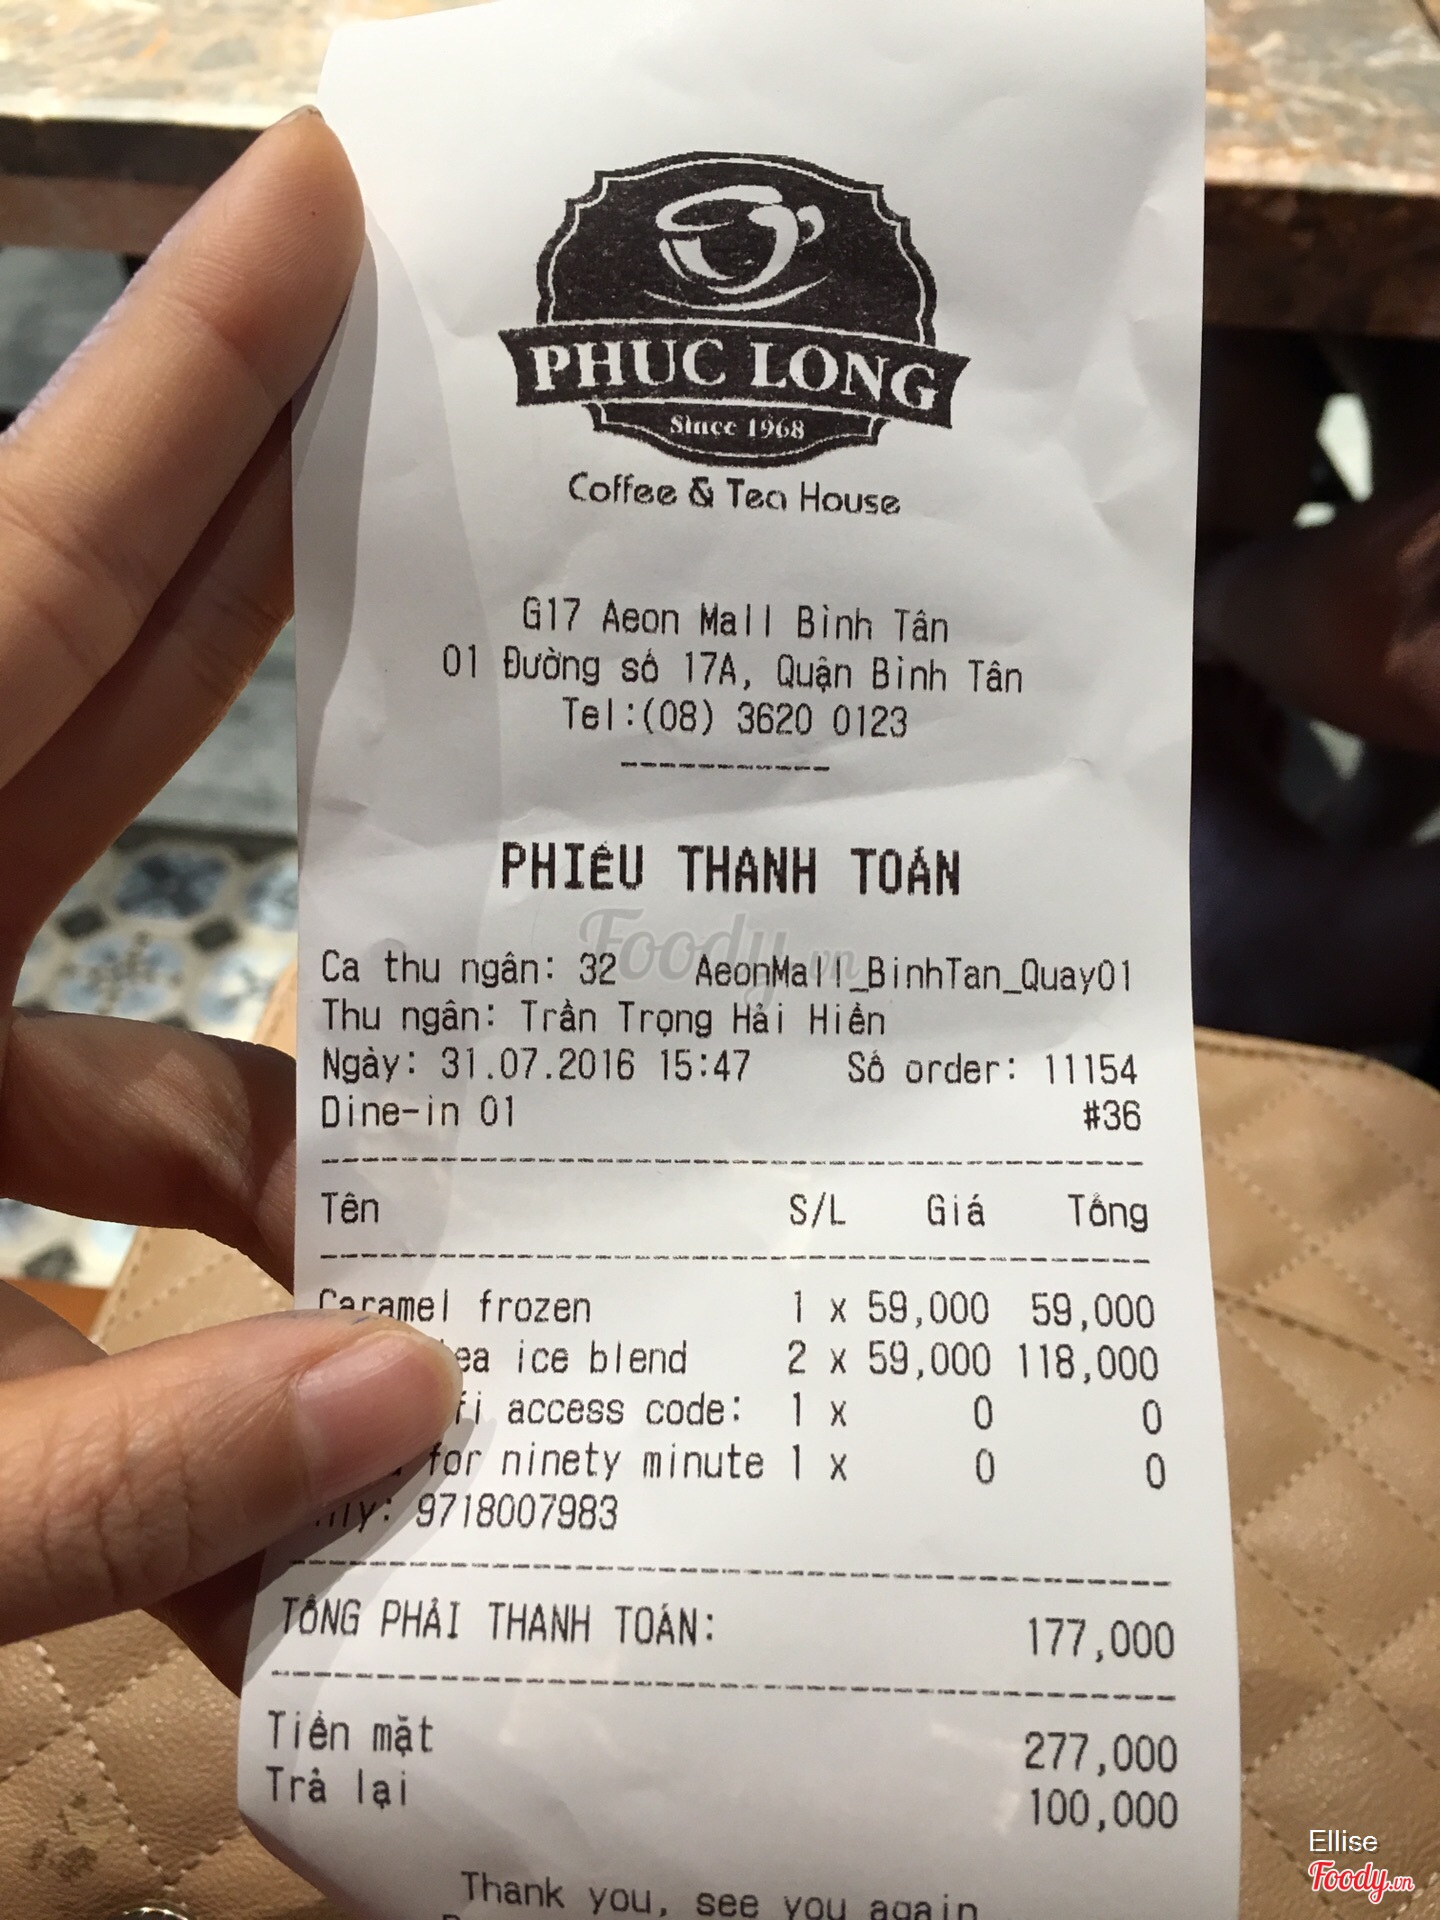 PHUC LONG
Since 1968
Coffee & Tea House
G17 Aeon Mall Bình Tân
01 Đường số 17A, Quận Bình Tân
Tel:(08) 3620 0123
PHIẾU THANH TOÁN
Foody.vn
Ca thu ngân: 32 AeonMall_BinhTan_Quay01
Thu ngân: Trần Trọng Hải Hiền
Ngày: 31.07.2016 15:47 Số order: 11154
Dine-in 01 #36
Tên S/L Giá Tổng
Caramel frozen 1 x 59,000 59,000
ice blend 2 x 59,000 118,000
access code: 1 x 0 0
for ninety minute 1 x 0 0
9718007983
TỔNG PHẢI THANH TOÁN: 177,000
Tiền mặt 277,000
Trả lại 100,000
Thank you, see you again
Ellise
Foody.vn